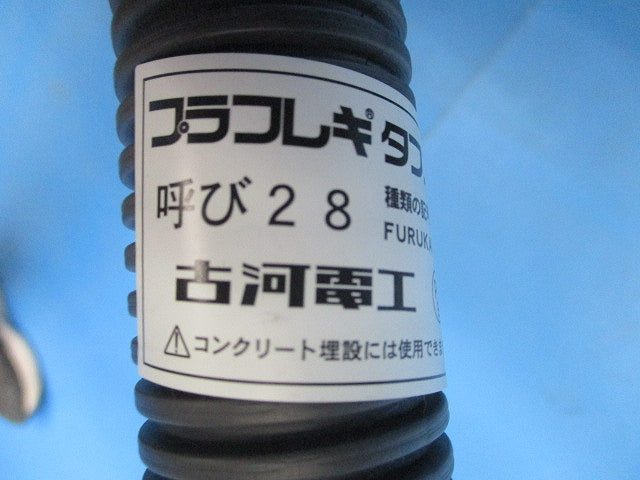 プラフレキ® タフ
呼び28
種類の記
FURUKA
古河電工
⚠コンクリート埋設には使用でき